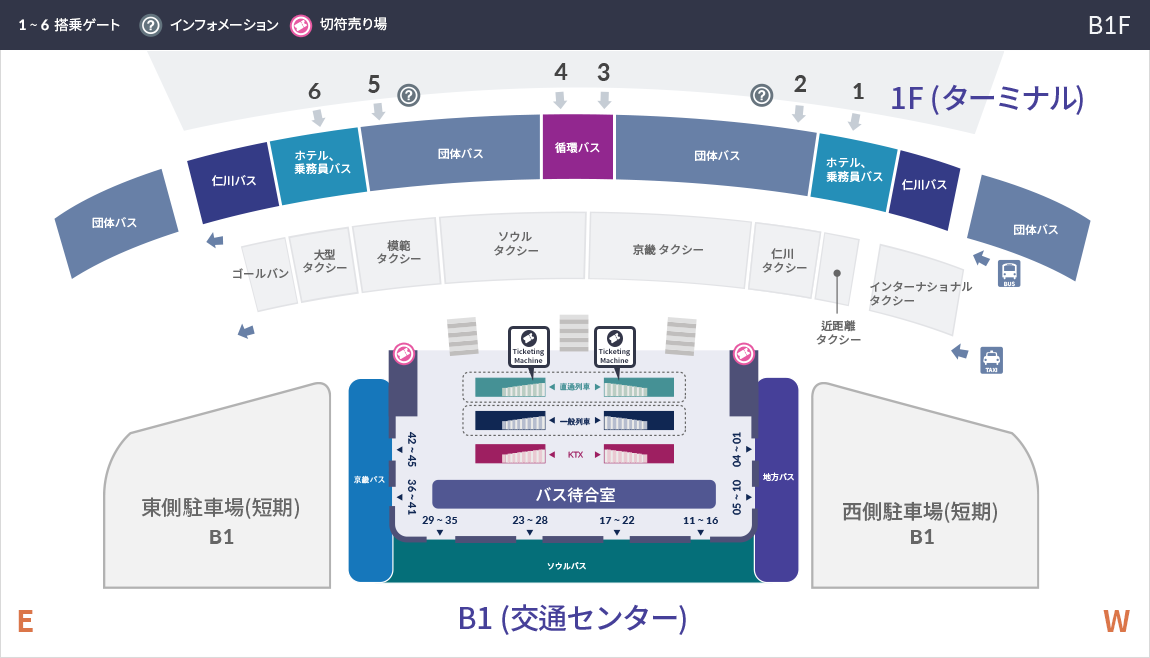 1 ~ 6 搭乗ゲート
? インフォメーション
切符売り場
B1F
6
5
?
4
3
?
2
1
1F (ターミナル)
団体バス
仁川バス
ホテル、
乗務員バス
団体バス
循環バス
団体バス
ホテル、
乗務員バス
仁川バス
団体バス
ゴールバン
大型
タクシー
模範
タクシー
ソウル
タクシー
京畿 タクシー
仁川
タクシー
近距離
タクシー
インターナショナル
タクシー
BUS
TAXI
Ticketing
Machine
Ticketing
Machine
直通列車
一般列車
KTX
42 ~ 45
36 ~ 41
04 ~ 01
05 ~ 10
バス待合室
29 ~ 35
23 ~ 28
17 ~ 22
11 ~ 16
京畿バス
地方バス
ソウルバス
東側駐車場(短期)
B1
西側駐車場(短期)
B1
B1 (交通センター)
E
W